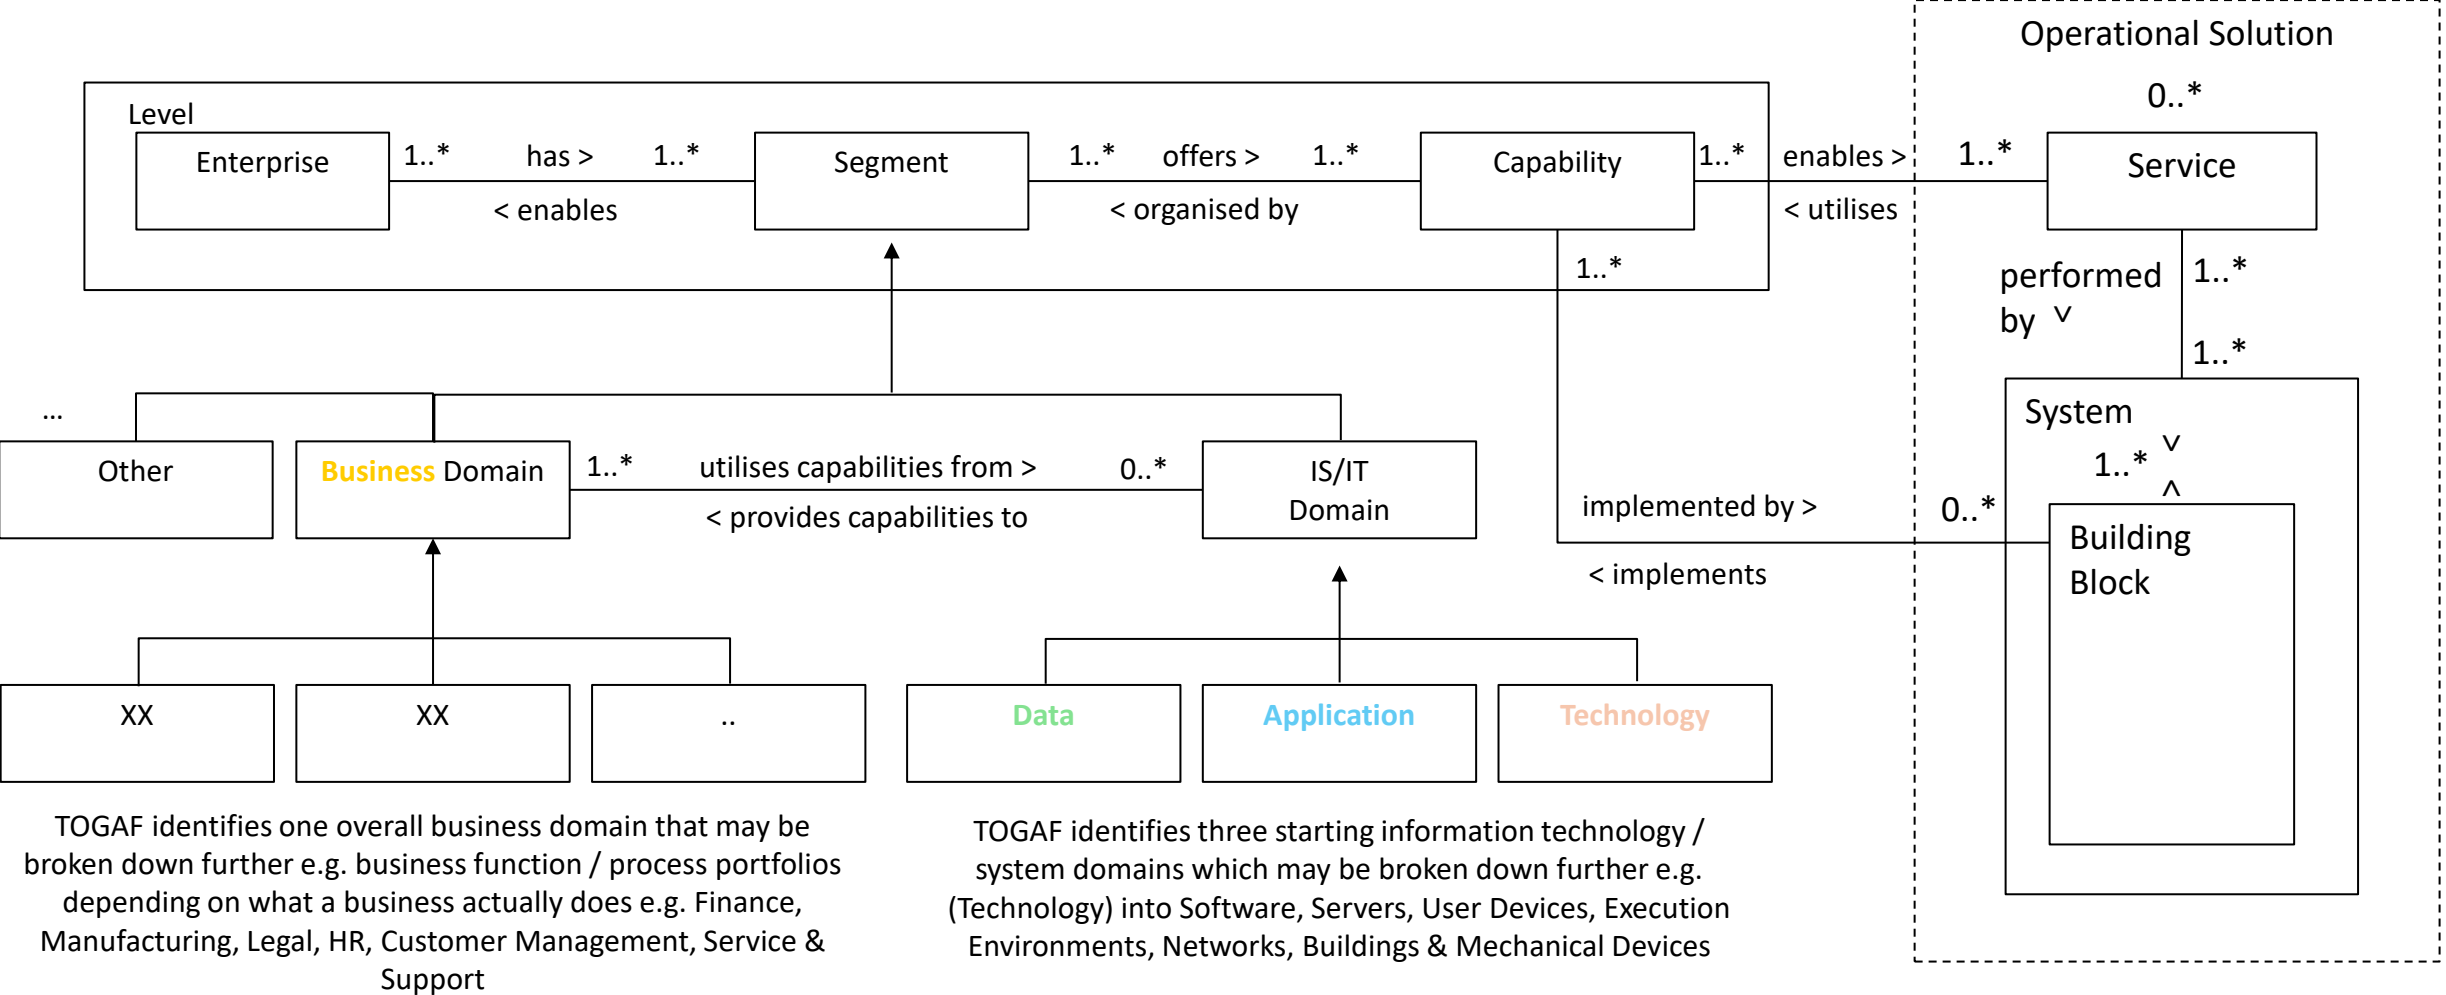 Operational Solution
0..*
Level
Enterprise
1..*
has >
1..*
< enables
Segment
1..*
offers >
1..*
< organised by
Capability
1..*
enables >
1..*
< utilises
Service
1..*
performed
by ˅
1..*
1..*
...
Other
Business Domain
1..*
utilises capabilities from >
0..*
< provides capabilities to
IS/IT
Domain
implemented by >
0..*
< implements
System
˅
1..*
^
Building
Block
XX
XX
..
Data
Application
Technology
TOGAF identifies one overall business domain that may be
broken down further e.g. business function / process portfolios
depending on what a business actually does e.g. Finance,
Manufacturing, Legal, HR, Customer Management, Service &
Support
TOGAF identifies three starting information technology /
system domains which may be broken down further e.g.
(Technology) into Software, Servers, User Devices, Execution
Environments, Networks, Buildings & Mechanical Devices